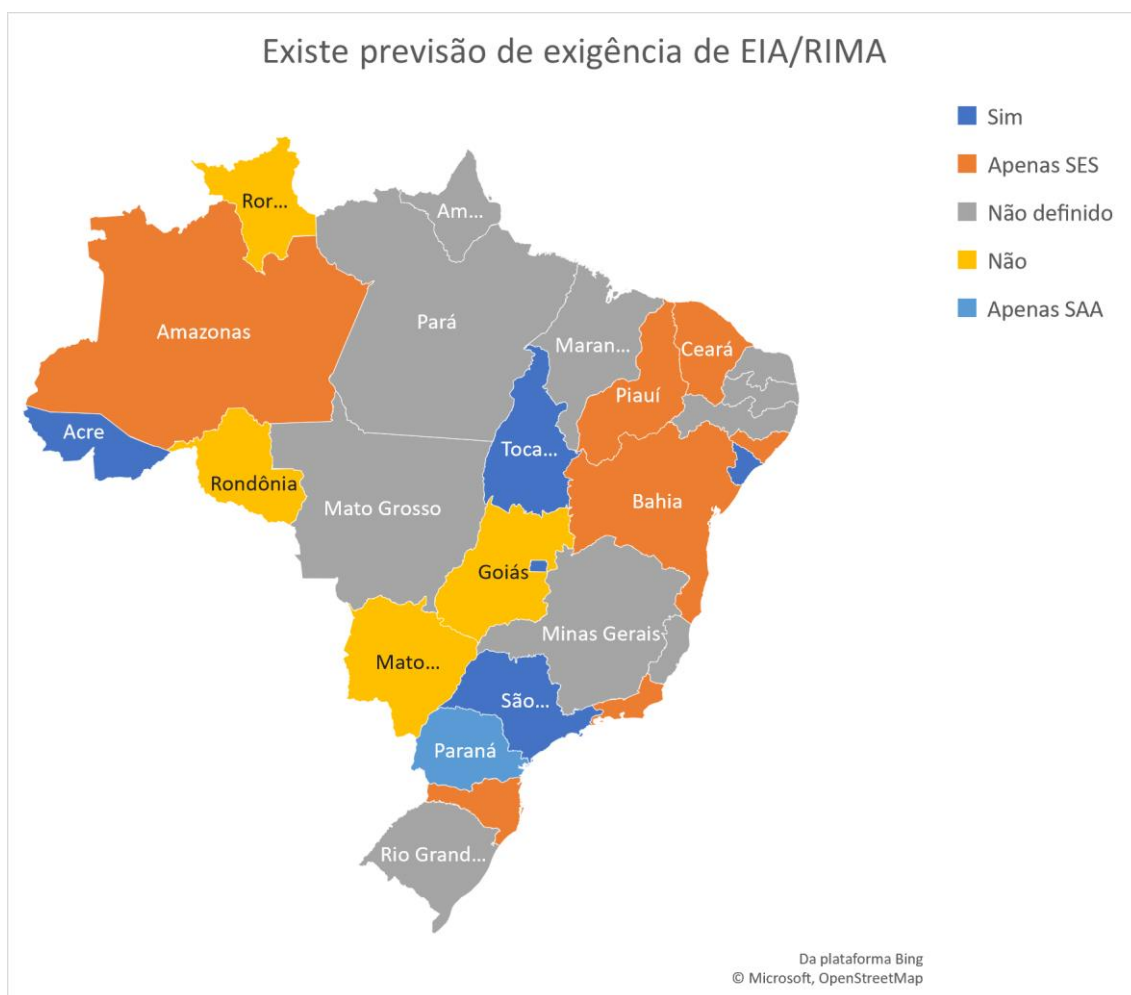 Existe previsão de exigência de EIA/RIMA
Sim
Apenas SES
Não definido
Não
Apenas SAA
Ror...
Am...
Amazonas
Pará
Maran...
Ceará
Piauí
Acre
Toca...
Rondônia
Bahia
Mato Grosso
Goiás
Minas Gerais
Mato...
São...
Paraná
Rio Grand...
Da plataforma Bing
© Microsoft, OpenStreetMap